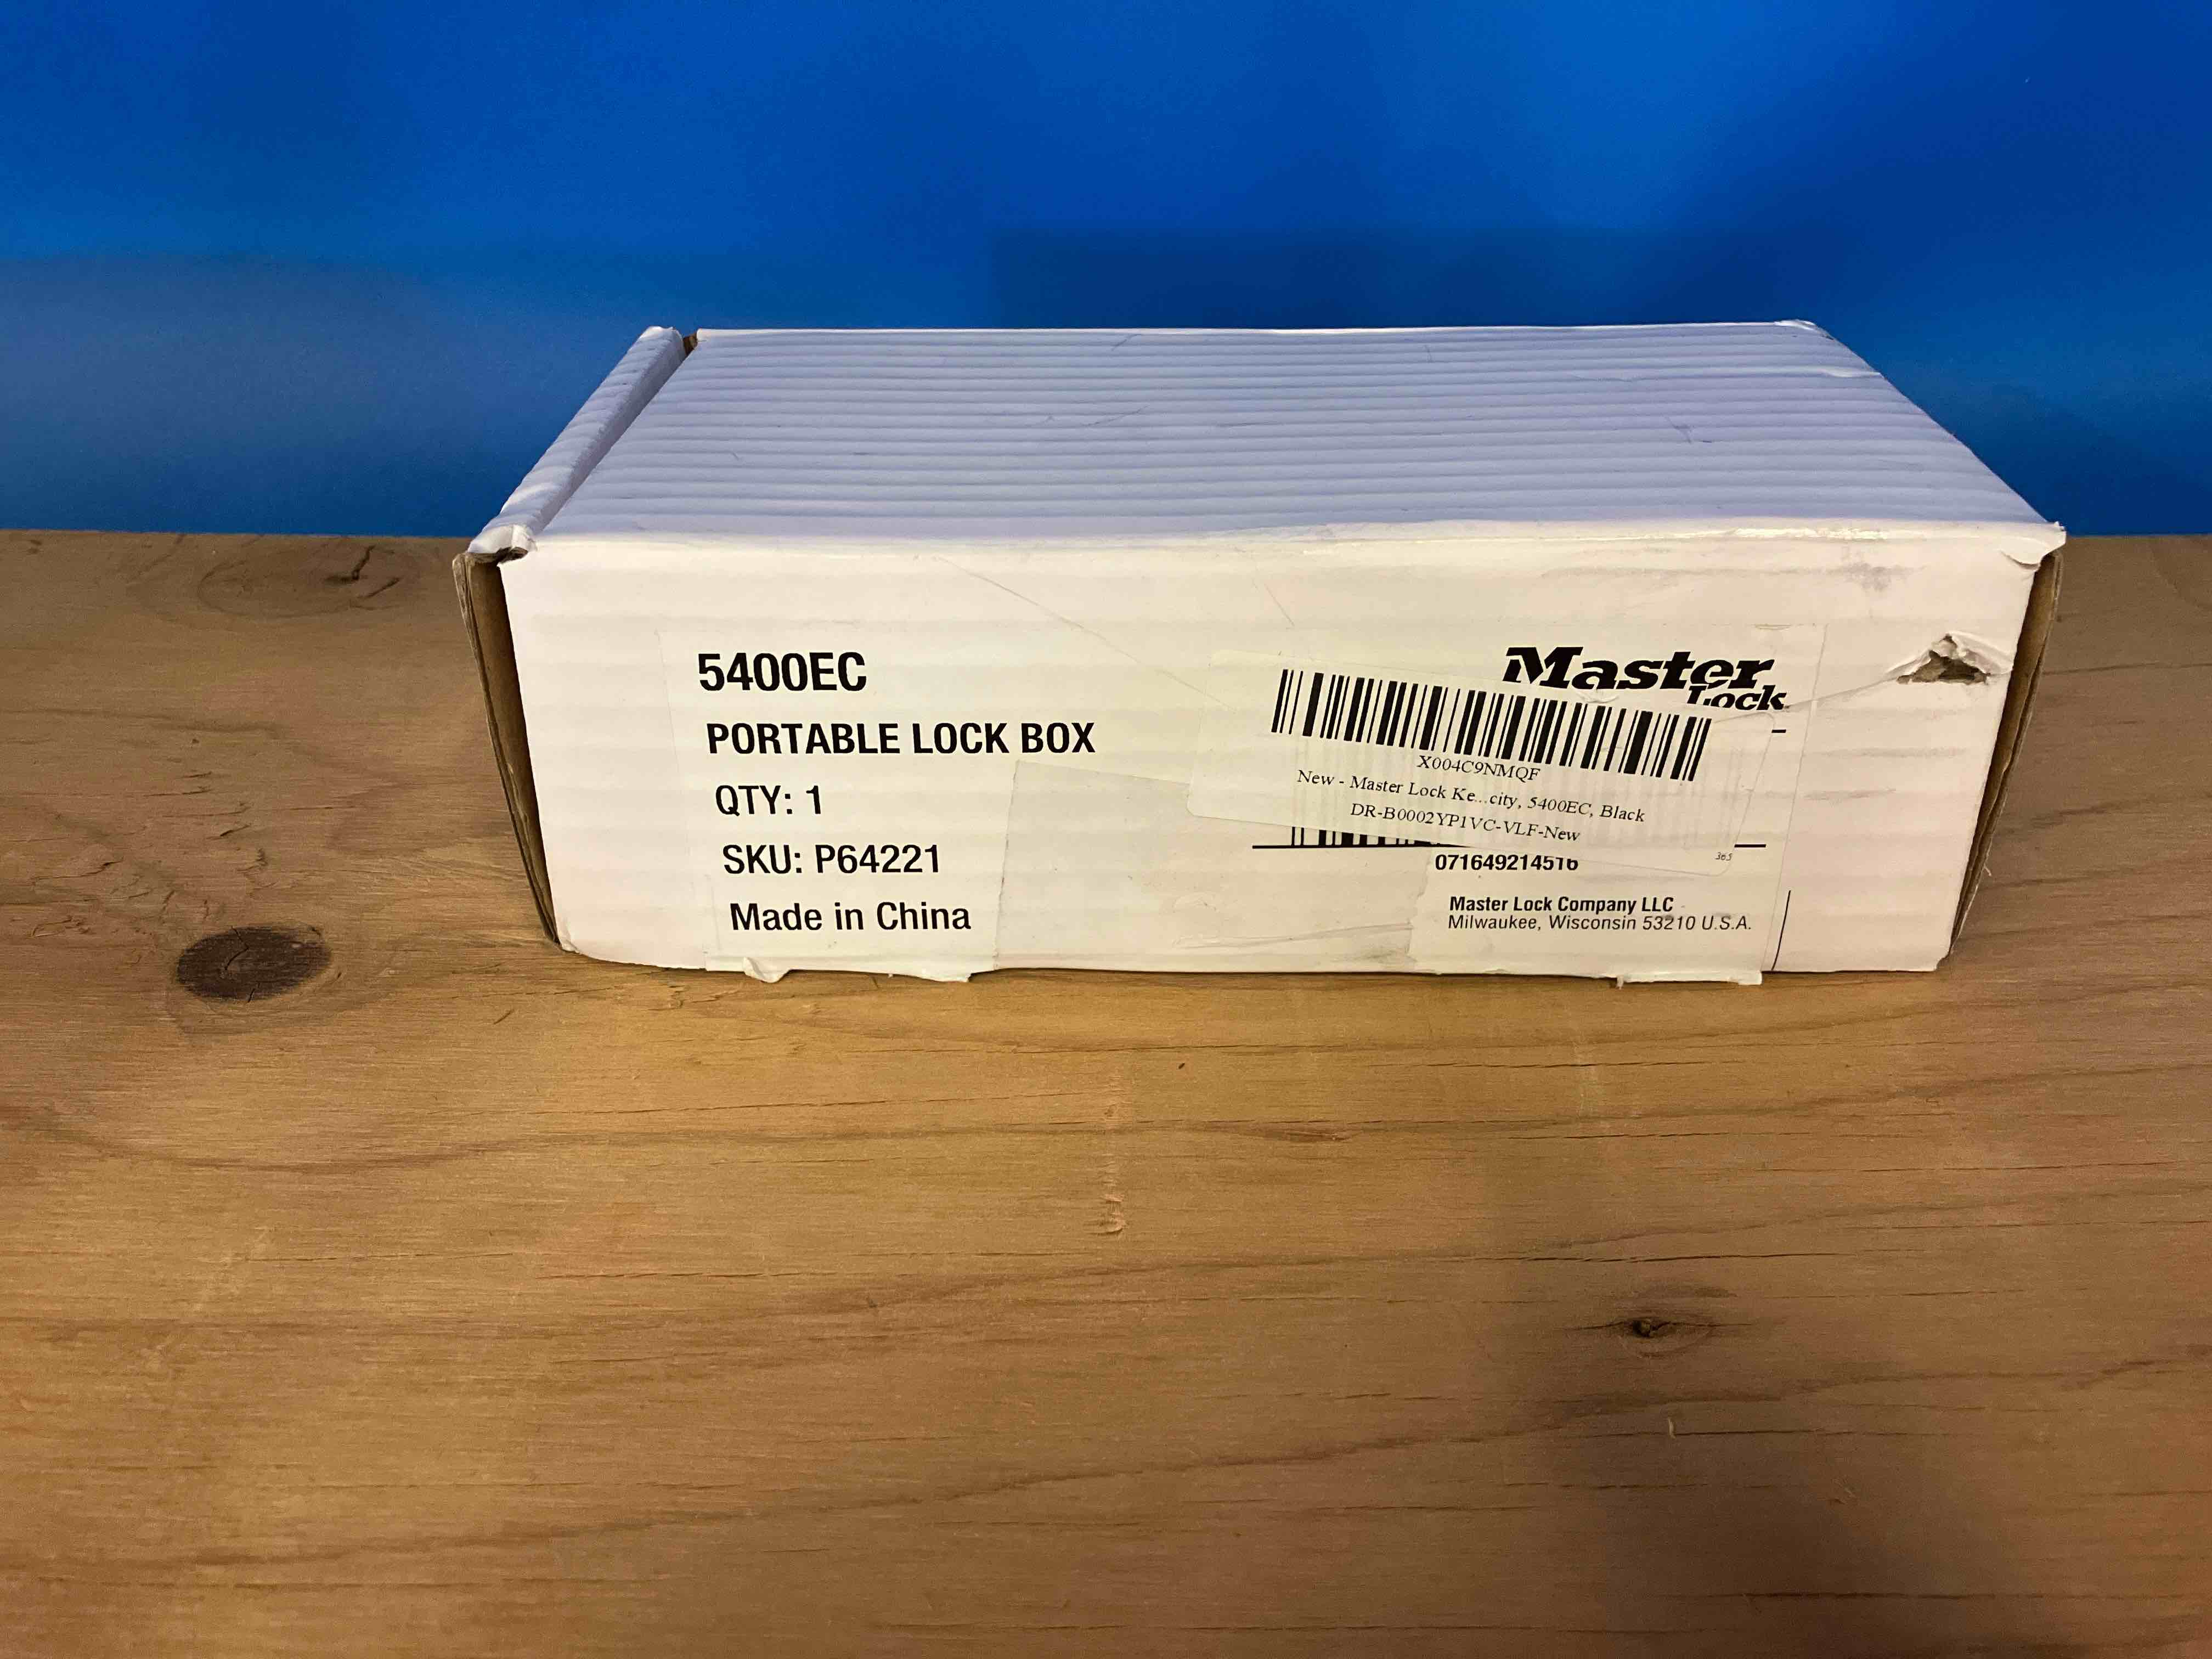 5400EC
PORTABLE LOCK BOX
QTY: 1
SKU: P64221
Made in China
Master
Lock
X004C9NMQF
New - Master Lock Ke...city, 5400EC, Black
DR-B0002YP1VC-VLF-New
365
071649214516
Master Lock Company LLC
Milwaukee, Wisconsin 53210 U.S.A.